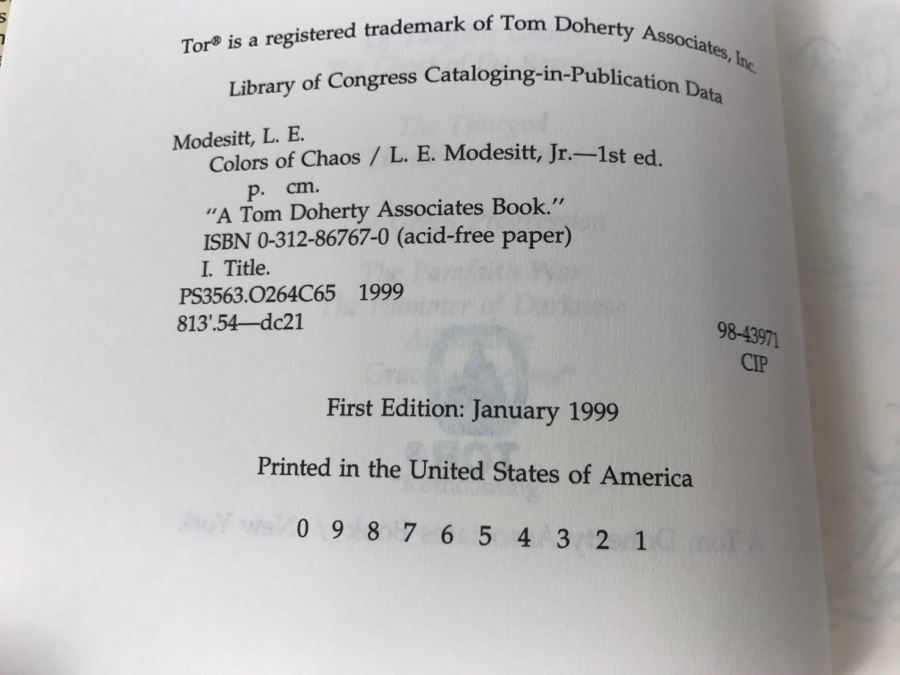 Tor® is a registered trademark of Tom Doherty Associates, Inc.
Library of Congress Cataloging-in-Publication Data
Modesitt, L. E.
Colors of Chaos / L. E. Modesitt, Jr.—1st ed.
p. cm.
"A Tom Doherty Associates Book."
ISBN 0-312-86767-0 (acid-free paper)
I. Title.
PS3563.O264C65 1999
813'.54—dc21
98-43971
CIP
First Edition: January 1999
Printed in the United States of America
0 9 8 7 6 5 4 3 2 1